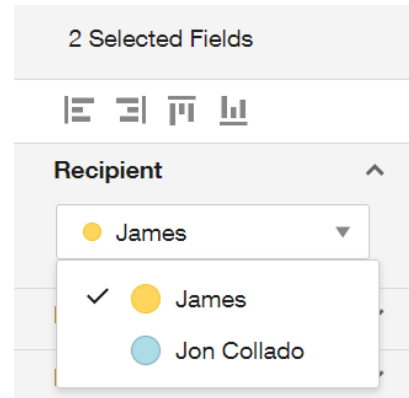 2 Selected Fields
Recipient
James
James
Jon Collado